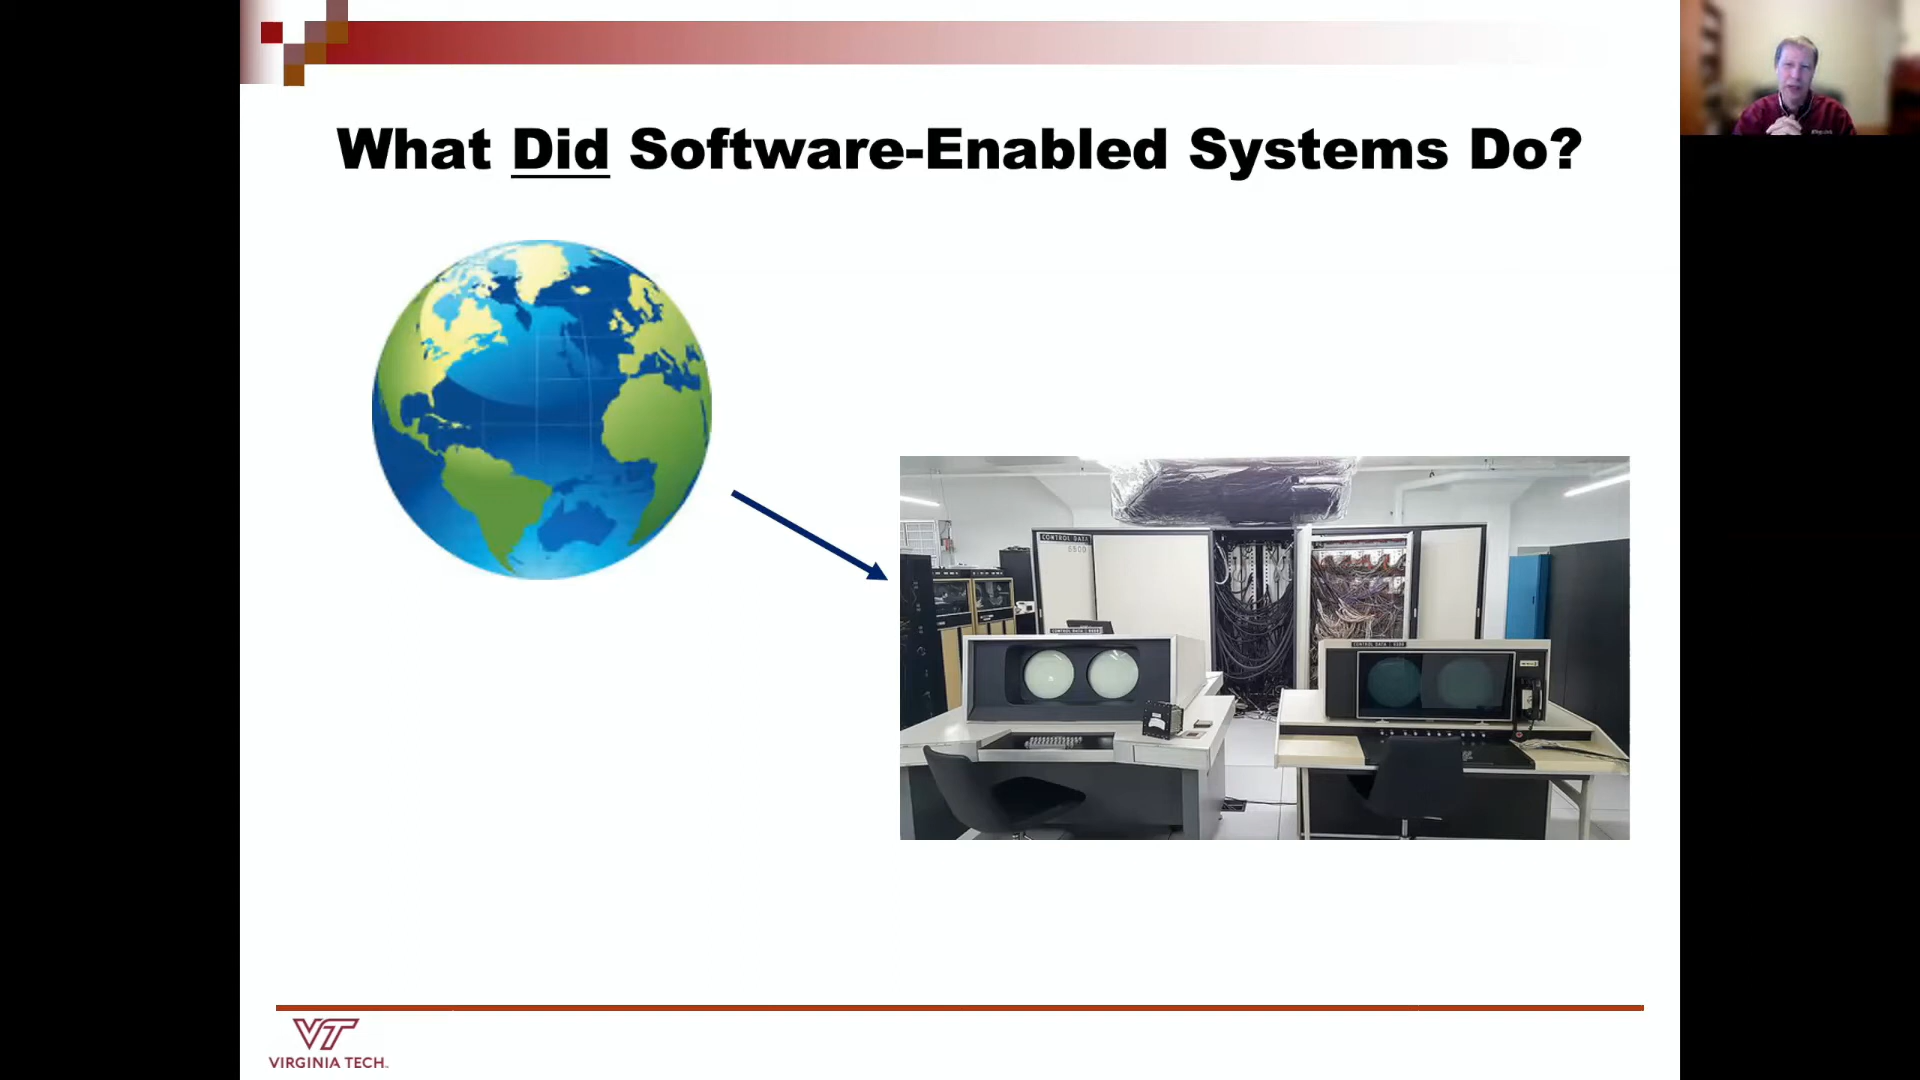 What Did Software-Enabled Systems Do?
CONTROL DATA
6500
VIRGINIA TECH